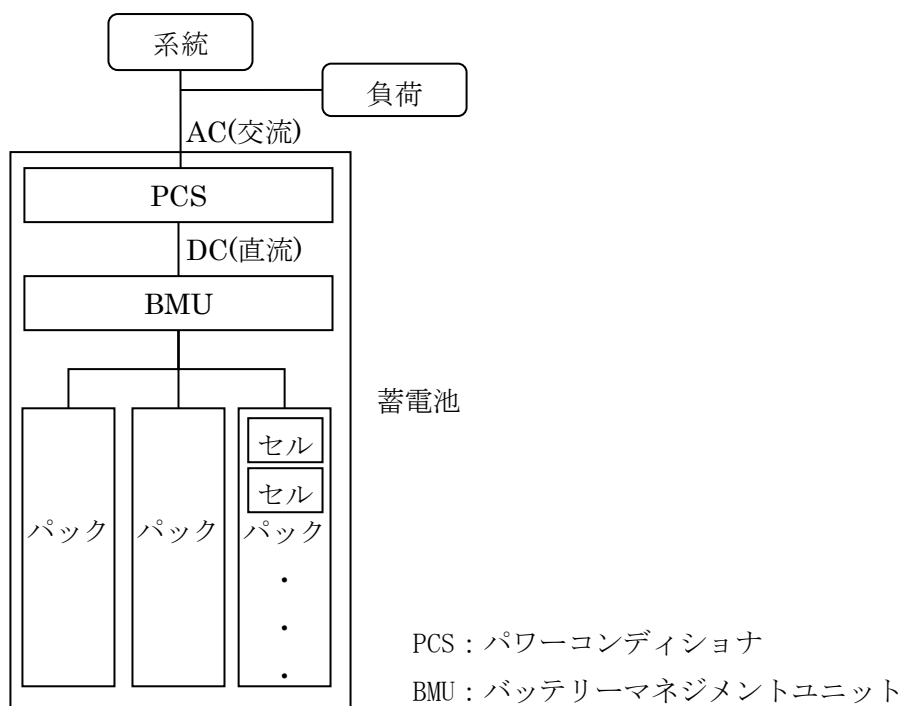 系統
負荷
AC(交流)
PCS
DC(直流)
BMU
蓄電池
セル
セル
パック
パック
パック
・
・
・
PCS：パワーコンディショナ
BMU：バッテリーマネジメントユニット